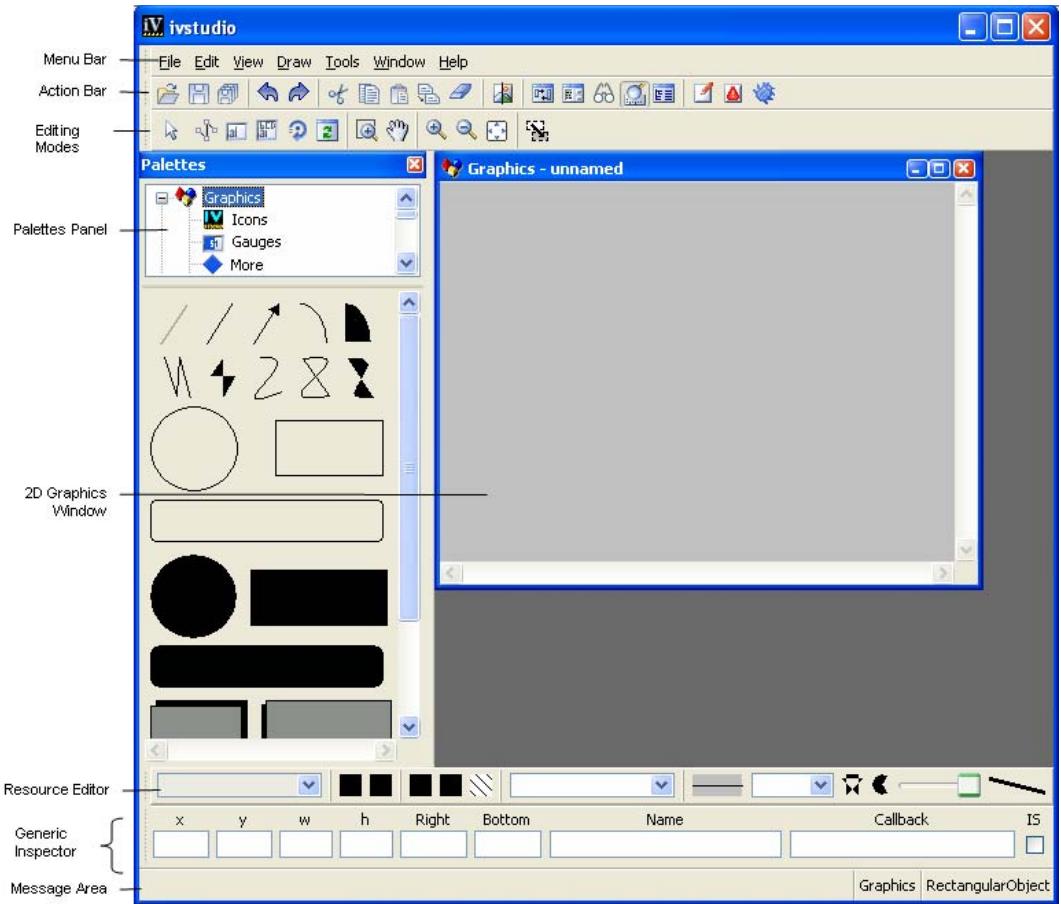 ivstudio
Menu Bar
File Edit View Draw Tools Window Help
Action Bar
Editing
Modes
Palettes
Graphics - unnamed
Graphics
Icons
Palettes Panel
Gauges
More
2D Graphics
Window
Resource Editor
x y w h Right Bottom Name Callback IS
Generic
Inspector
Message Area
Graphics RectangularObject